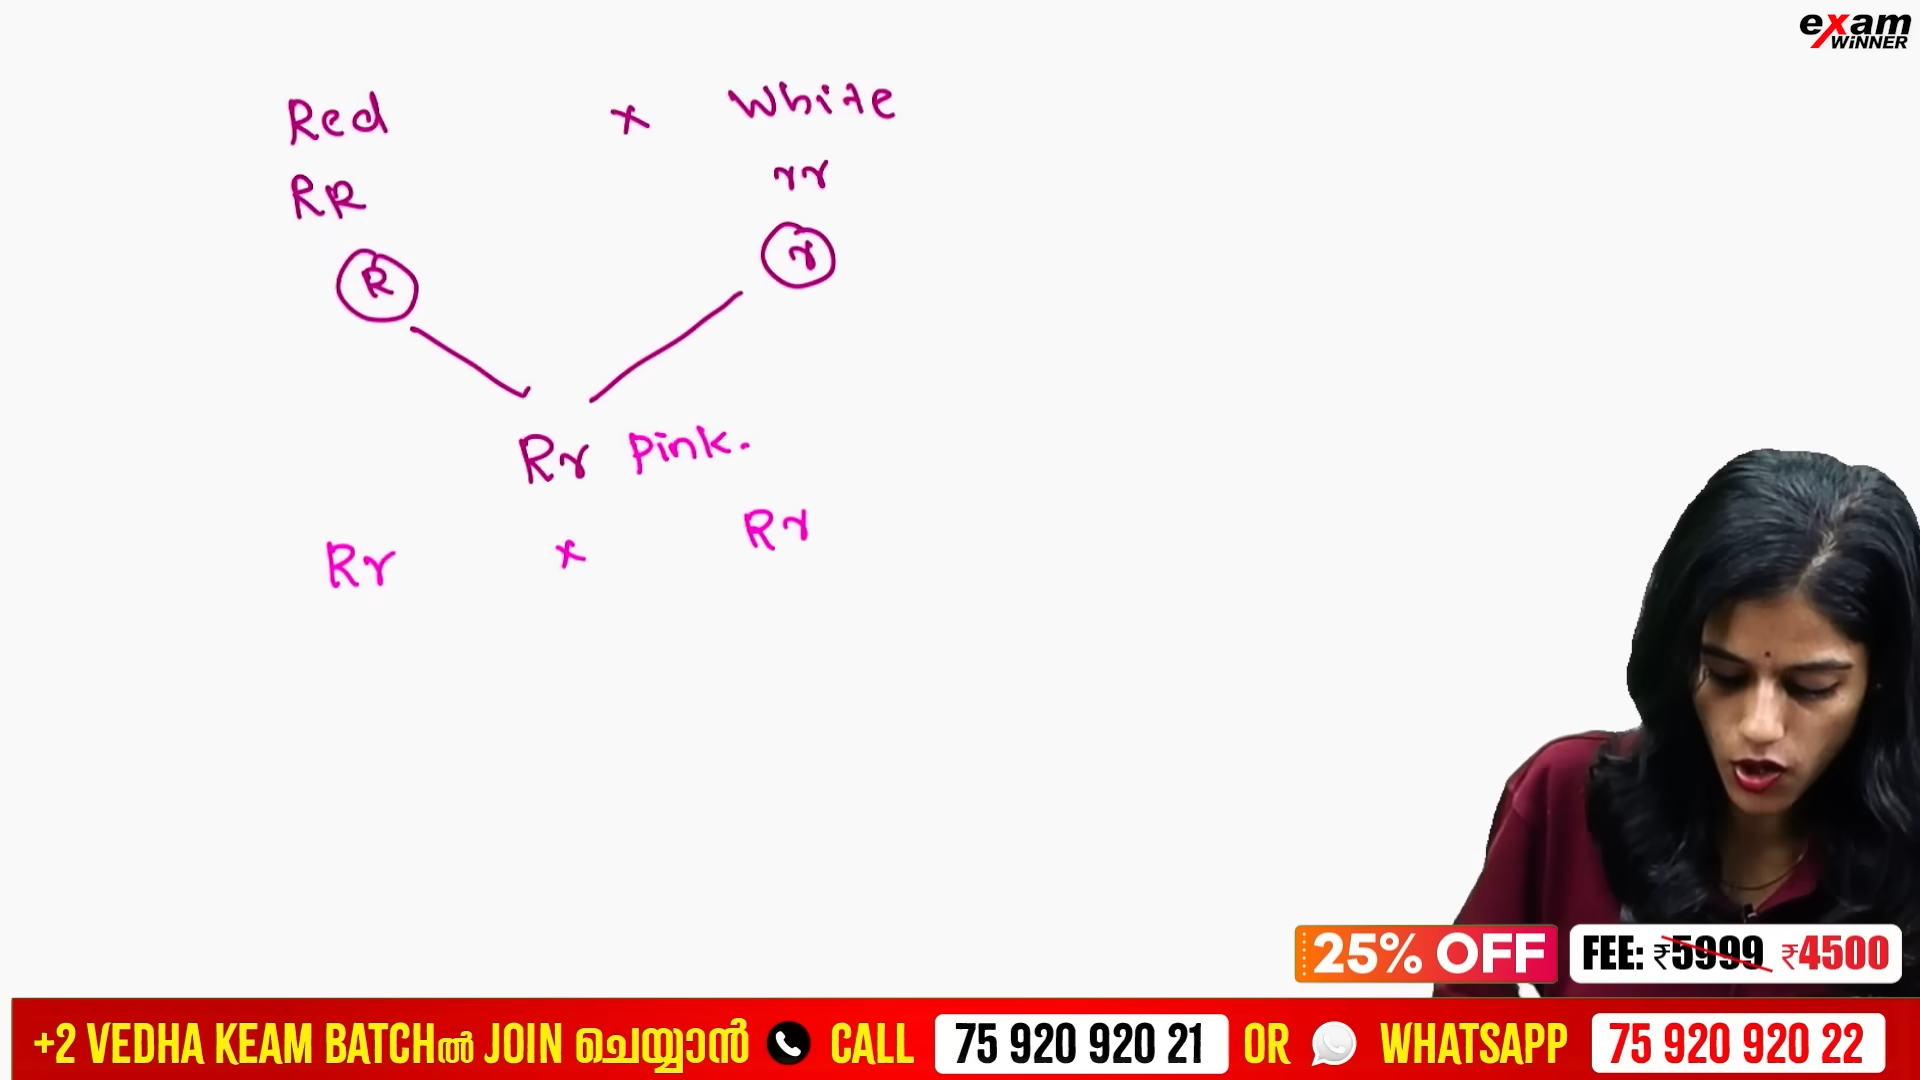 exam
WiNNER
Red x White
RR rr
R r
Rr Pink.
Rr x Rr
25% OFF FEE: ₹5999 ₹4500
+2 VEDHA KEAM BATCHൽ JOIN ചെയ്യാൻ CALL 75 920 920 21 OR WHATSAPP 75 920 920 22